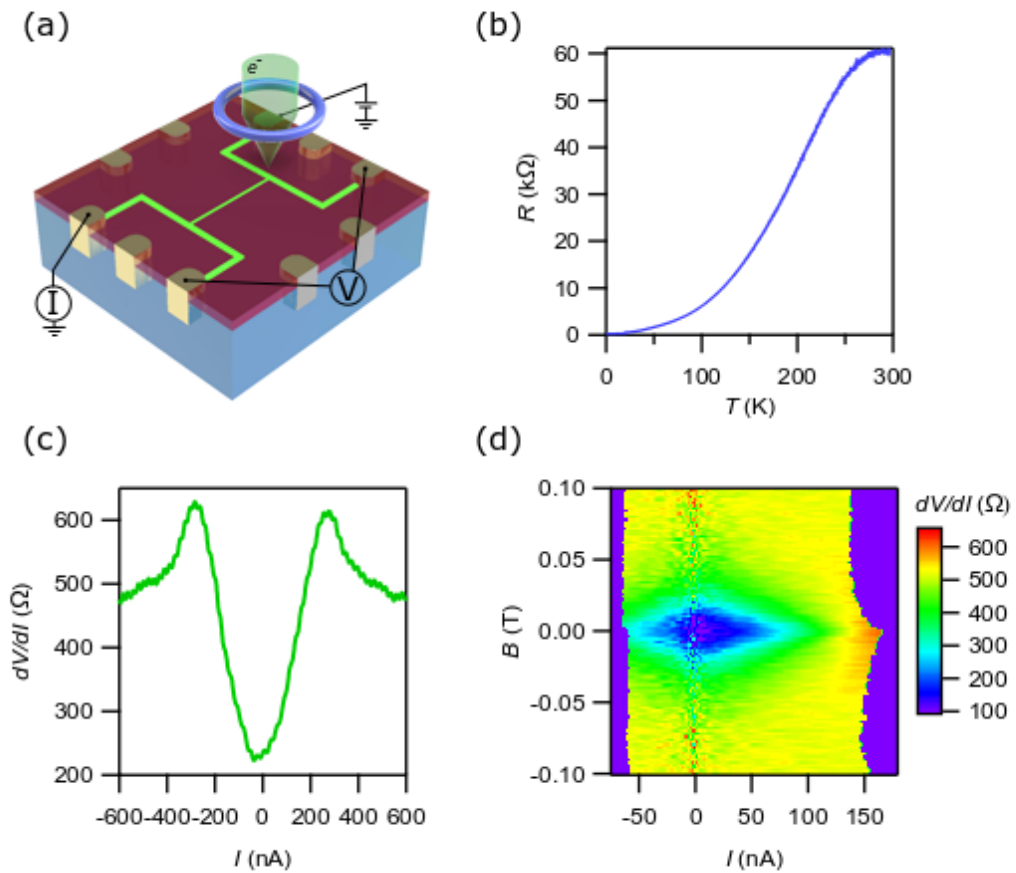 (a)
e-
I
V
(b)
60
50
40
30
20
10
0
R (kΩ)
0 100 200 300
T (K)
(c)
600
500
400
300
200
dV/dI (Ω)
-600-400-200 0 200 400 600
I (nA)
(d)
0.10
0.05
0.00
-0.05
-0.10
B (T)
-50 0 50 100 150
I (nA)
dV/dI (Ω)
600
500
400
300
200
100